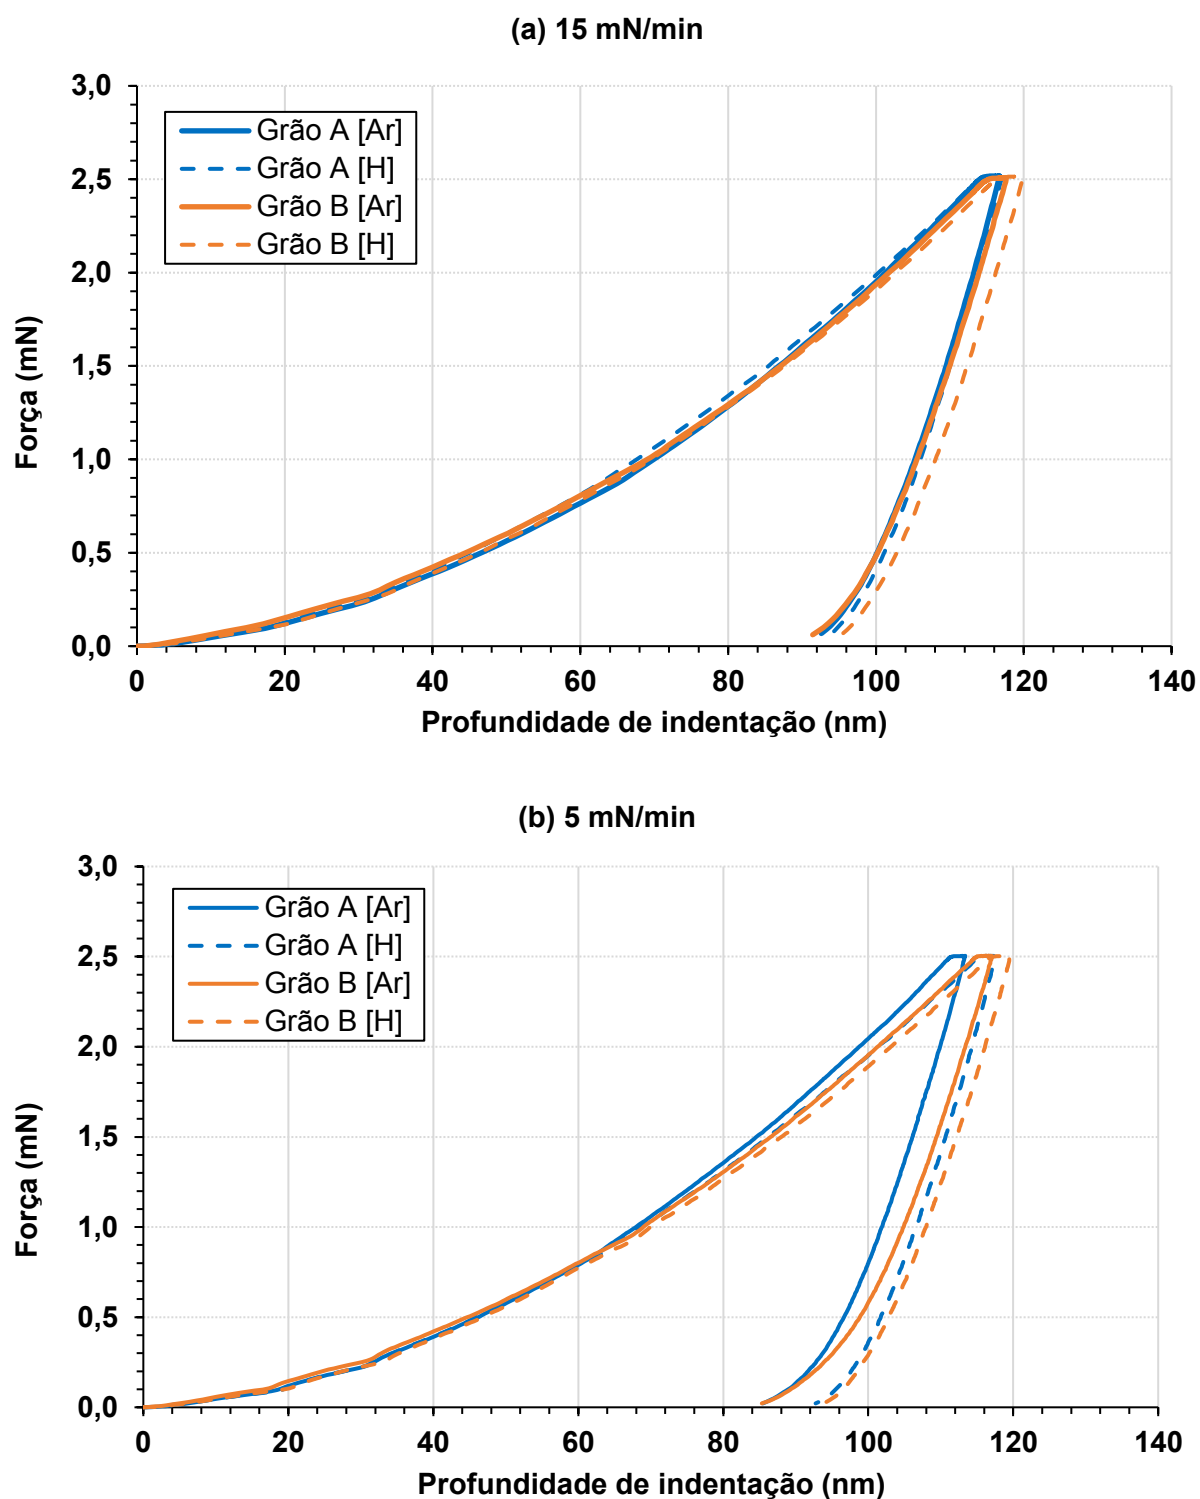 (a) 15 mN/min
3,0
2,5
2,0
1,5
1,0
0,5
0,0
Força (mN)
Grão A [Ar]
Grão A [H]
Grão B [Ar]
Grão B [H]
0 20 40 60 80 100 120 140
Profundidade de indentação (nm)
(b) 5 mN/min
3,0
2,5
2,0
1,5
1,0
0,5
0,0
Força (mN)
Grão A [Ar]
Grão A [H]
Grão B [Ar]
Grão B [H]
0 20 40 60 80 100 120 140
Profundidade de indentação (nm)